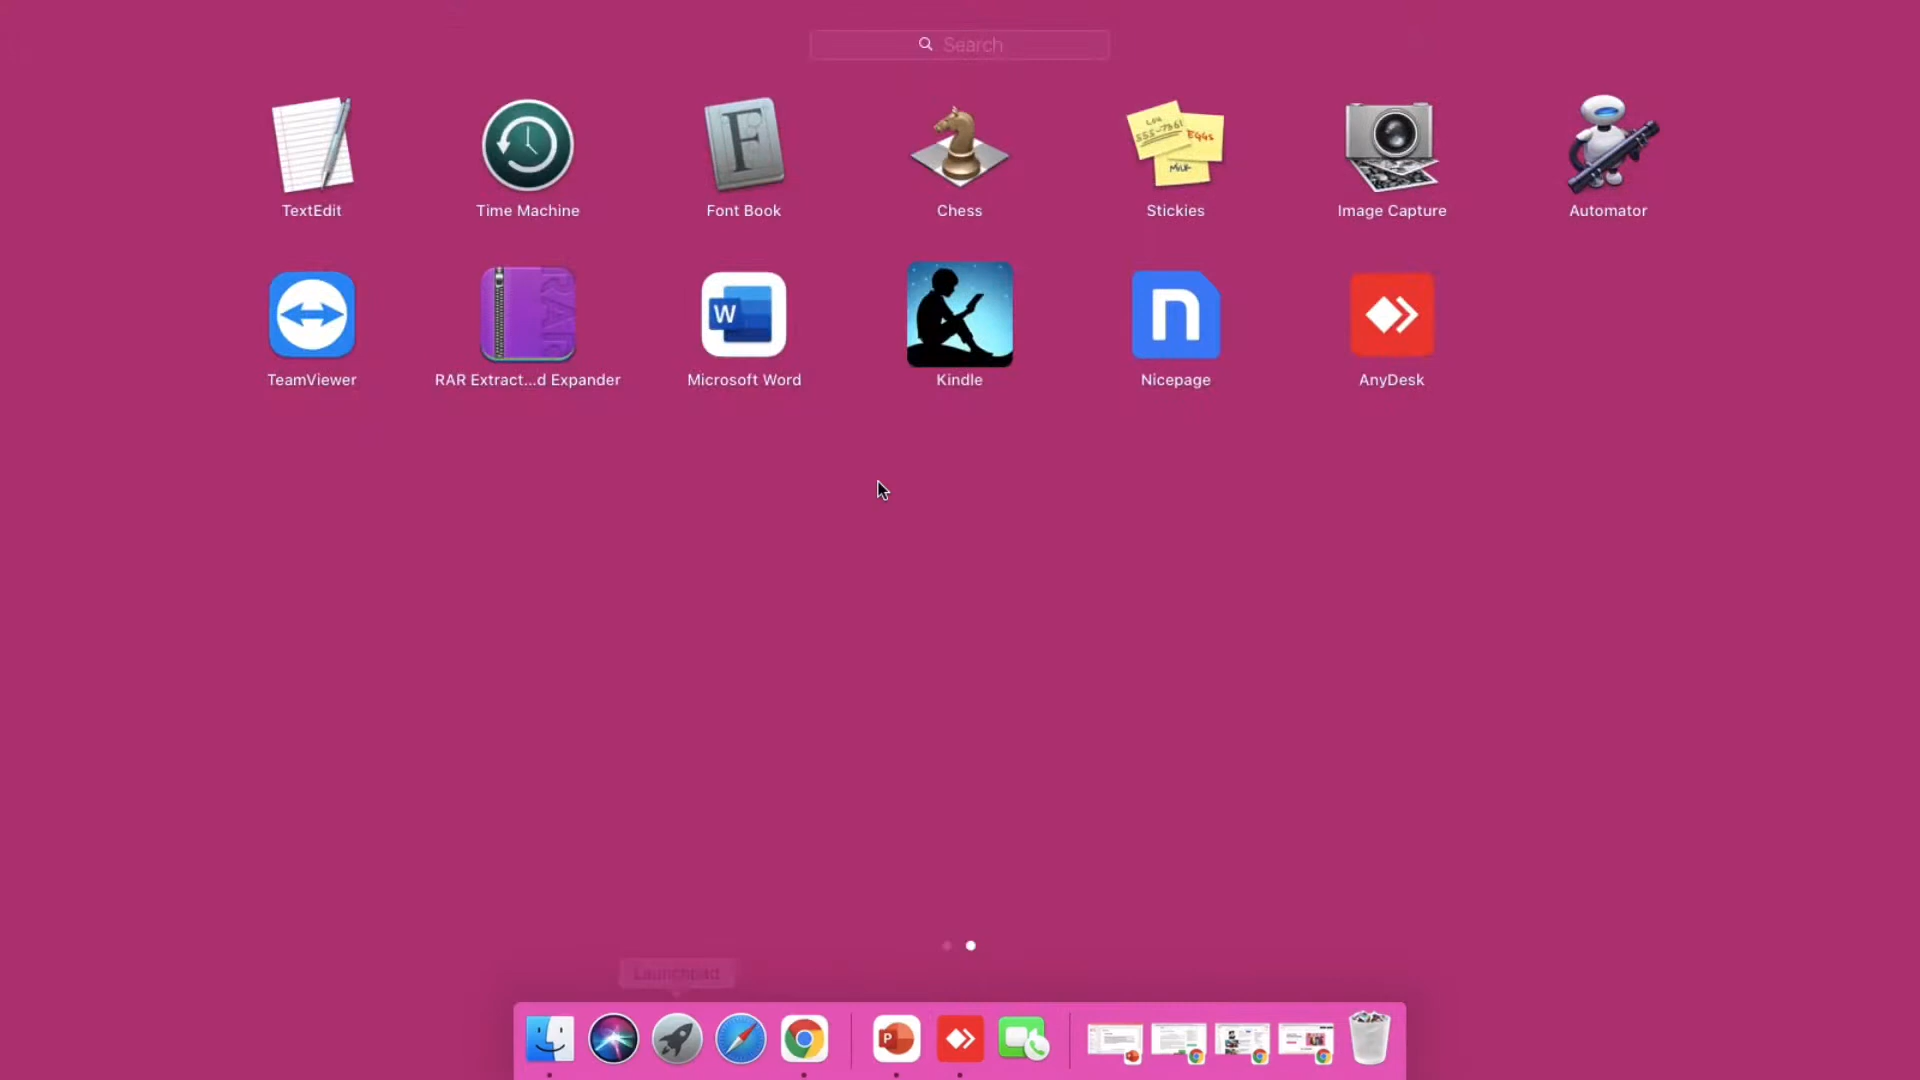 Search
TextEdit
Time Machine
Font Book
Chess
Stickies
Image Capture
Automator
TeamViewer
RAR Extract...d Expander
Microsoft Word
Kindle
Nicepage
AnyDesk
Launchpad